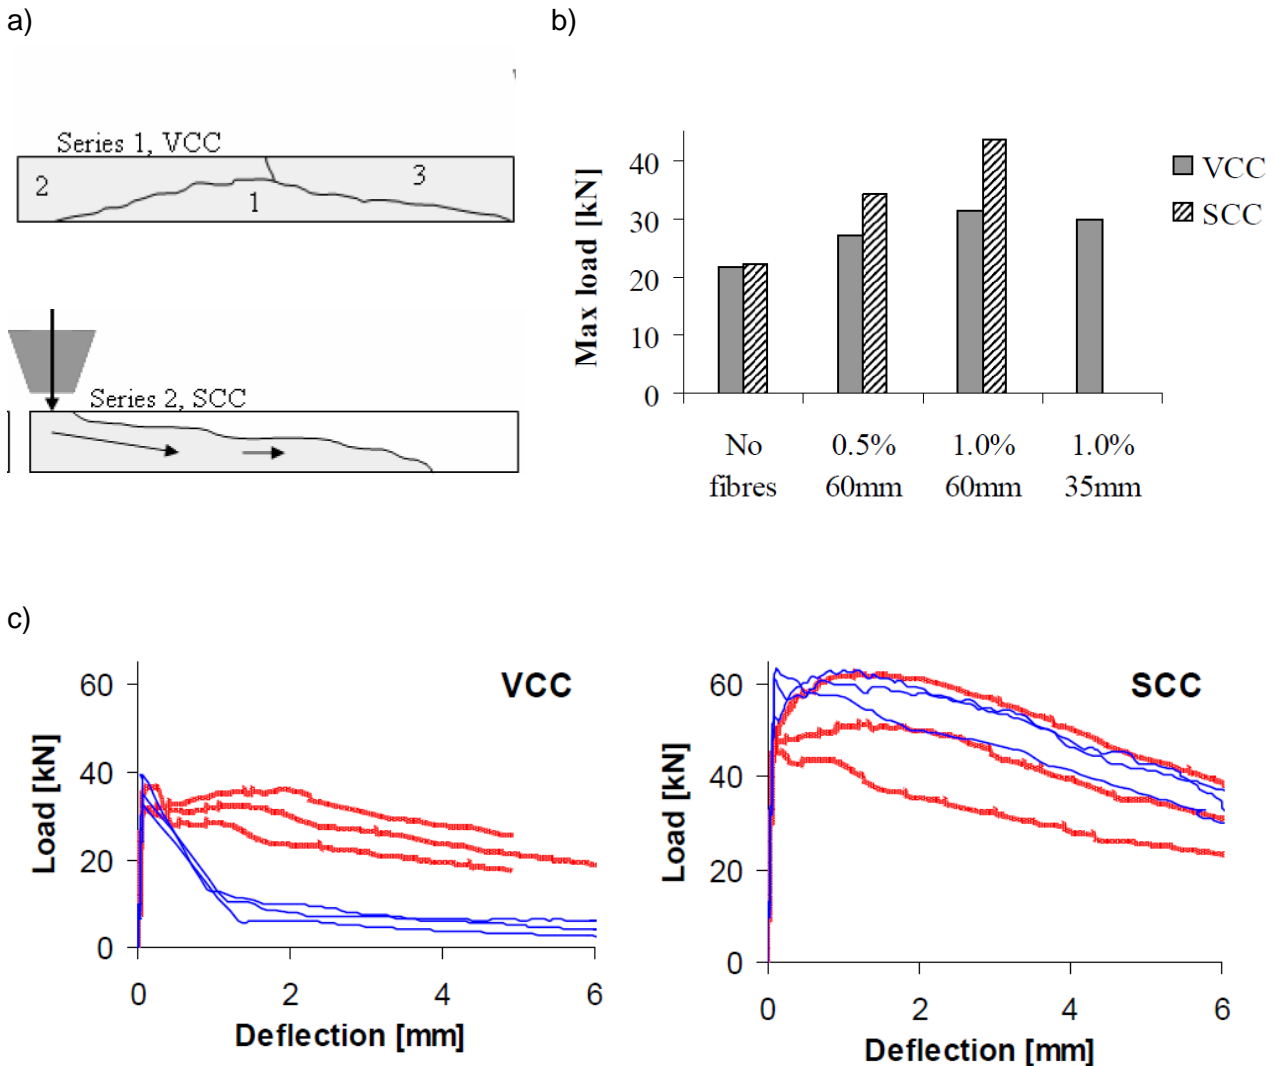 a)
b)
Series 1, VCC
2
3
1
Series 2, SCC
Max load [kN]
40
30
20
10
0
VCC
SCC
No
fibres
0.5%
60mm
1.0%
60mm
1.0%
35mm
c)
VCC
Load [kN]
60
40
20
0
0
2
4
6
Deflection [mm]
SCC
Load [kN]
60
40
20
0
0
2
4
6
Deflection [mm]